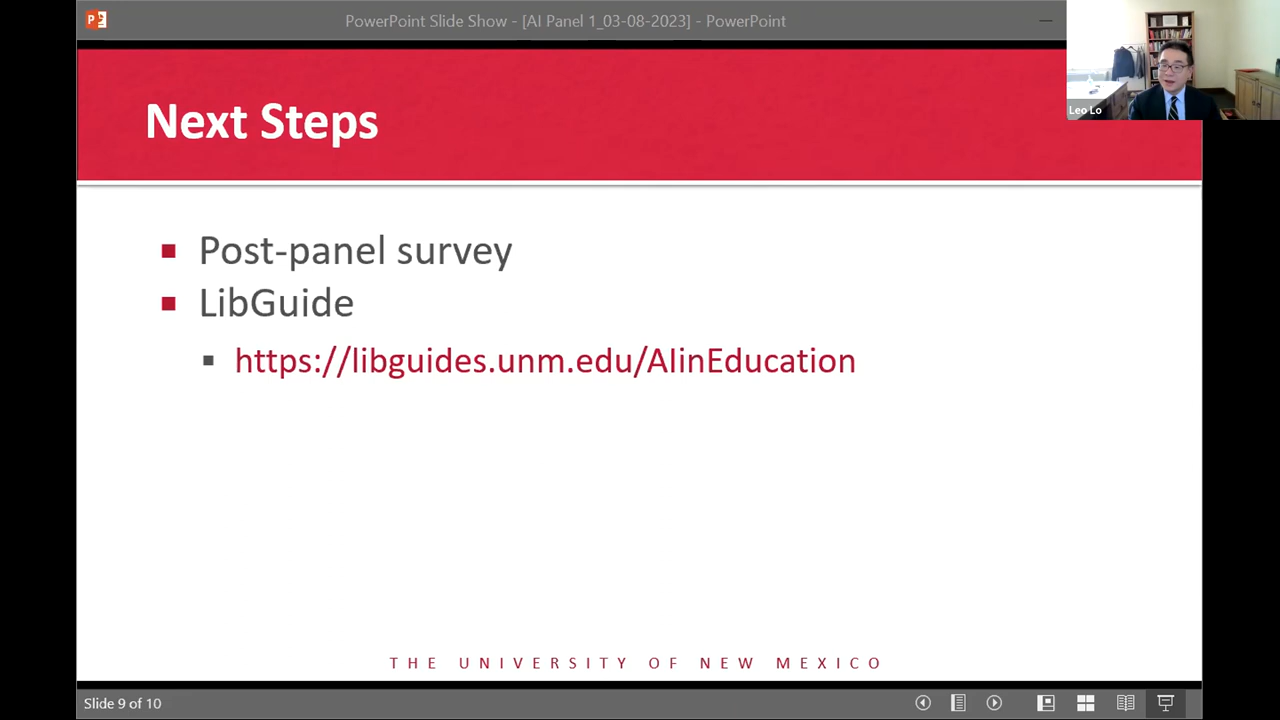 PowerPoint Slide Show - [AI Panel 1_03-08-2023] - PowerPoint
Leo Lo
Next Steps
Post-panel survey
LibGuide
https://libguides.unm.edu/AIinEducation
THE UNIVERSITY OF NEW MEXICO
Slide 9 of 10